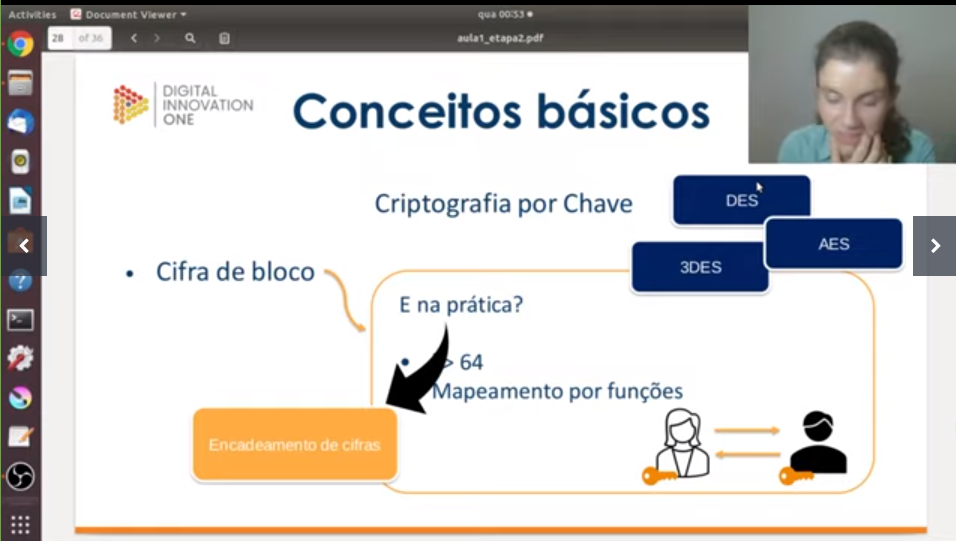 Activities
Document Viewer
qua 00:53
28
of 36
aula1_etapa2.pdf
DIGITAL
INNOVATION
ONE
Conceitos básicos
Criptografia por Chave
DES
AES
3DES
• Cifra de bloco
E na prática?
• > 64
Mapeamento por funções
Encadeamento de cifras